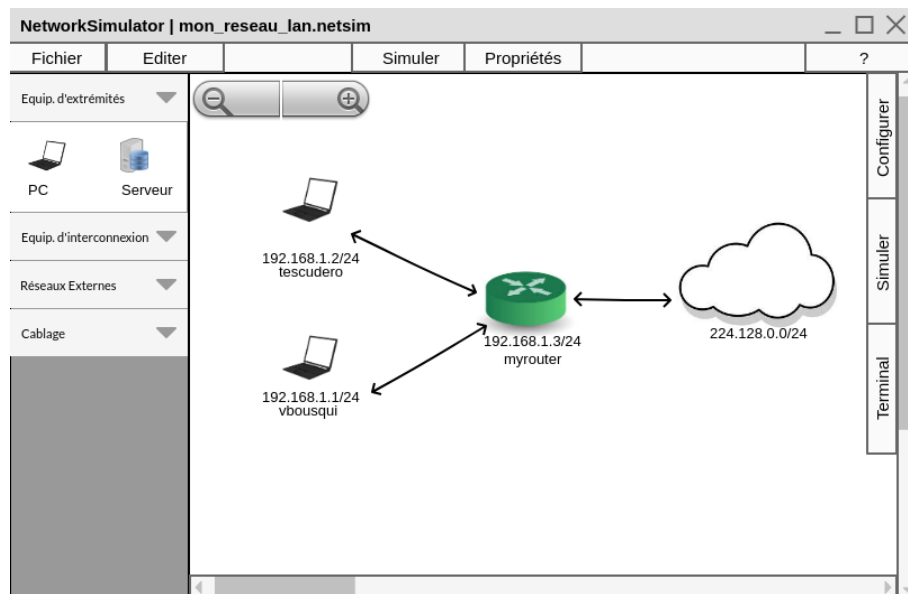 NetworkSimulator | mon_reseau_lan.netsim
Fichier
Editer
Simuler
Propriétés
?
Equip. d'extrémités
PC
Serveur
Equip. d'interconnexion
Réseaux Externes
Cablage
192.168.1.2/24
tescudero
192.168.1.1/24
vbousqui
192.168.1.3/24
myrouter
224.128.0.0/24
Configurer
Simuler
Terminal